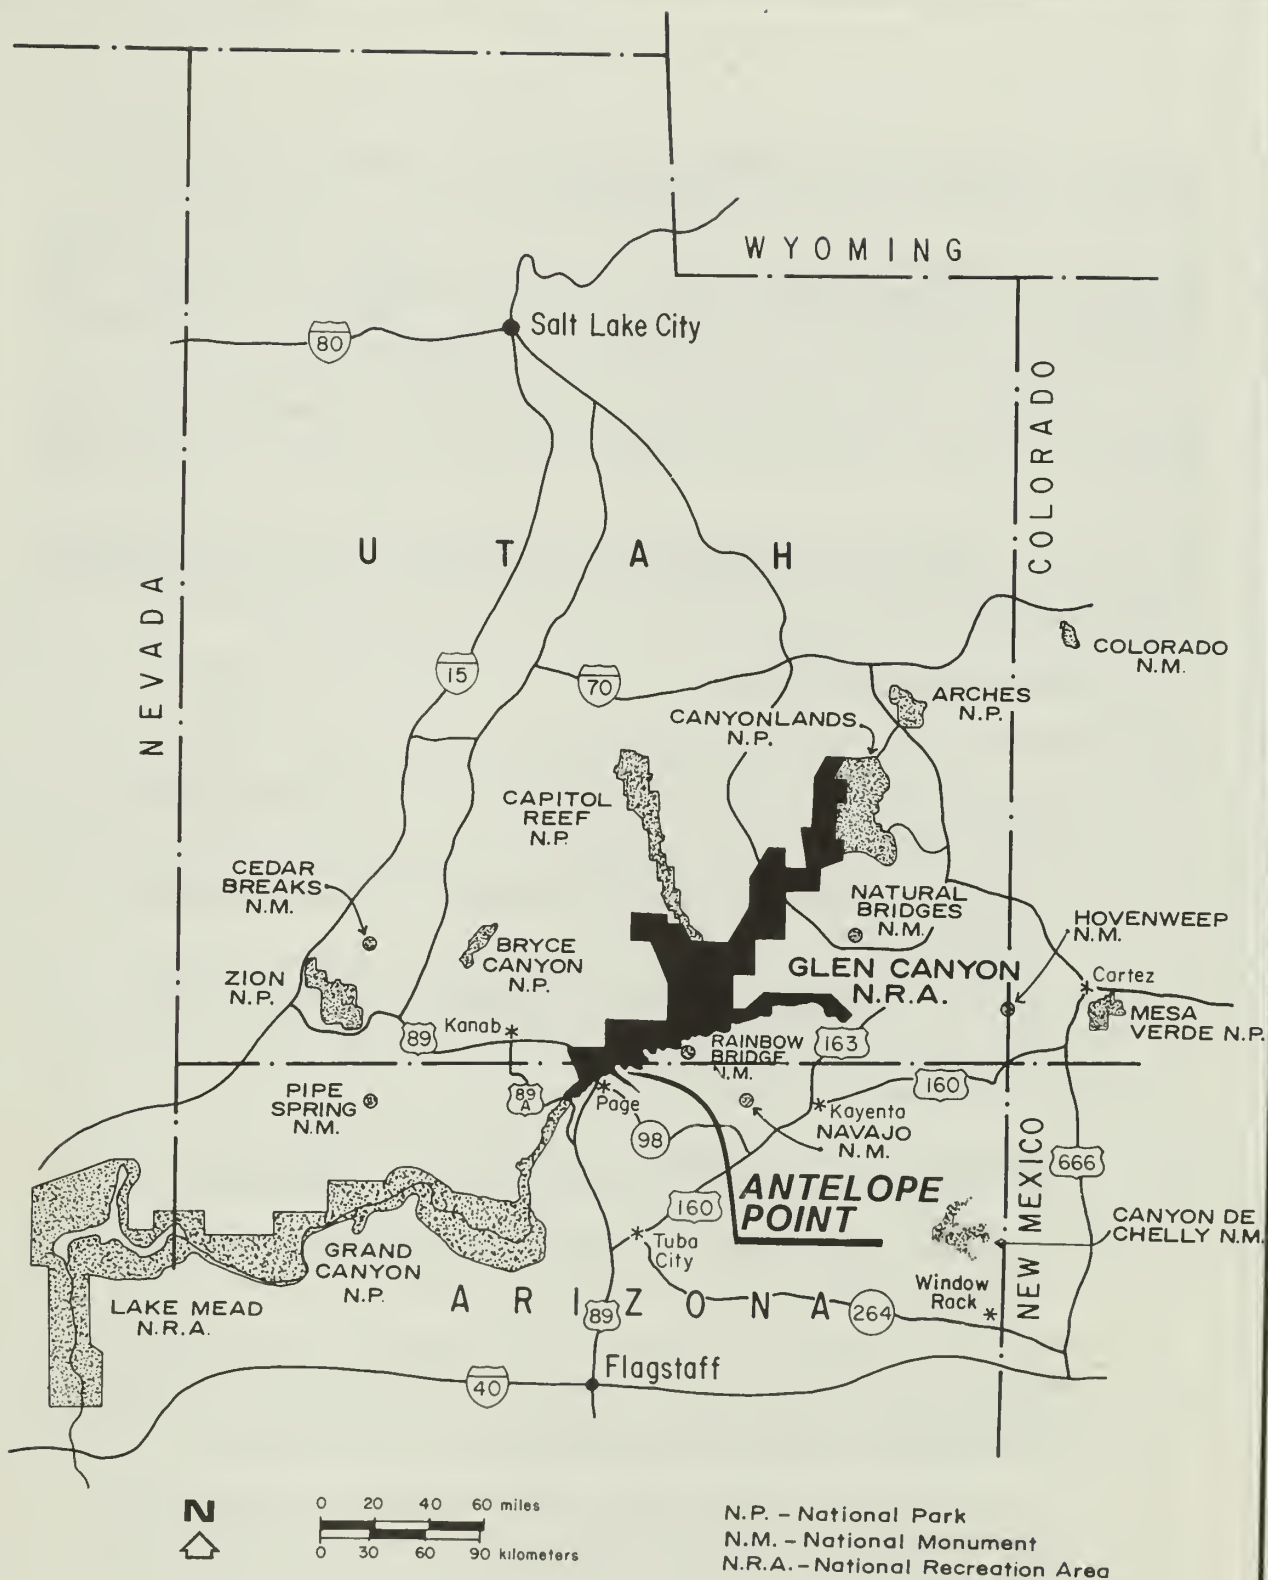 WYOMING
Salt Lake City
80
COLORADO
UTAH
NEVADA
15
70
COLORADO
N.M.
ARCHES
N.P.
CANYONLANDS
N.P.
CAPITOL
REEF
N.P.
CEDAR
BREAKS
N.M.
NATURAL
BRIDGES
N.M.
HOVENWEEP
N.M.
BRYCE
CANYON
N.P.
ZION
N.P.
GLEN CANYON
N.R.A.
Cortez
MESA
VERDE N.P.
Kanab
89
RAINBOW
BRIDGE
N.M.
163
160
PIPE
SPRING
N.M.
89
A
Page
98
Kayenta
NAVAJO
N.M.
666
NEW MEXICO
ANTELOPE
POINT
160
Tuba
City
CANYON DE
CHELLY N.M.
GRAND
CANYON
N.P.
Window
Rock
LAKE MEAD
N.R.A.
ARIZONA
89
264
Flagstaff
40
N
0 20 40 60 miles
0 30 60 90 kilometers
N.P. - National Park
N.M. - National Monument
N.R.A. - National Recreation Area